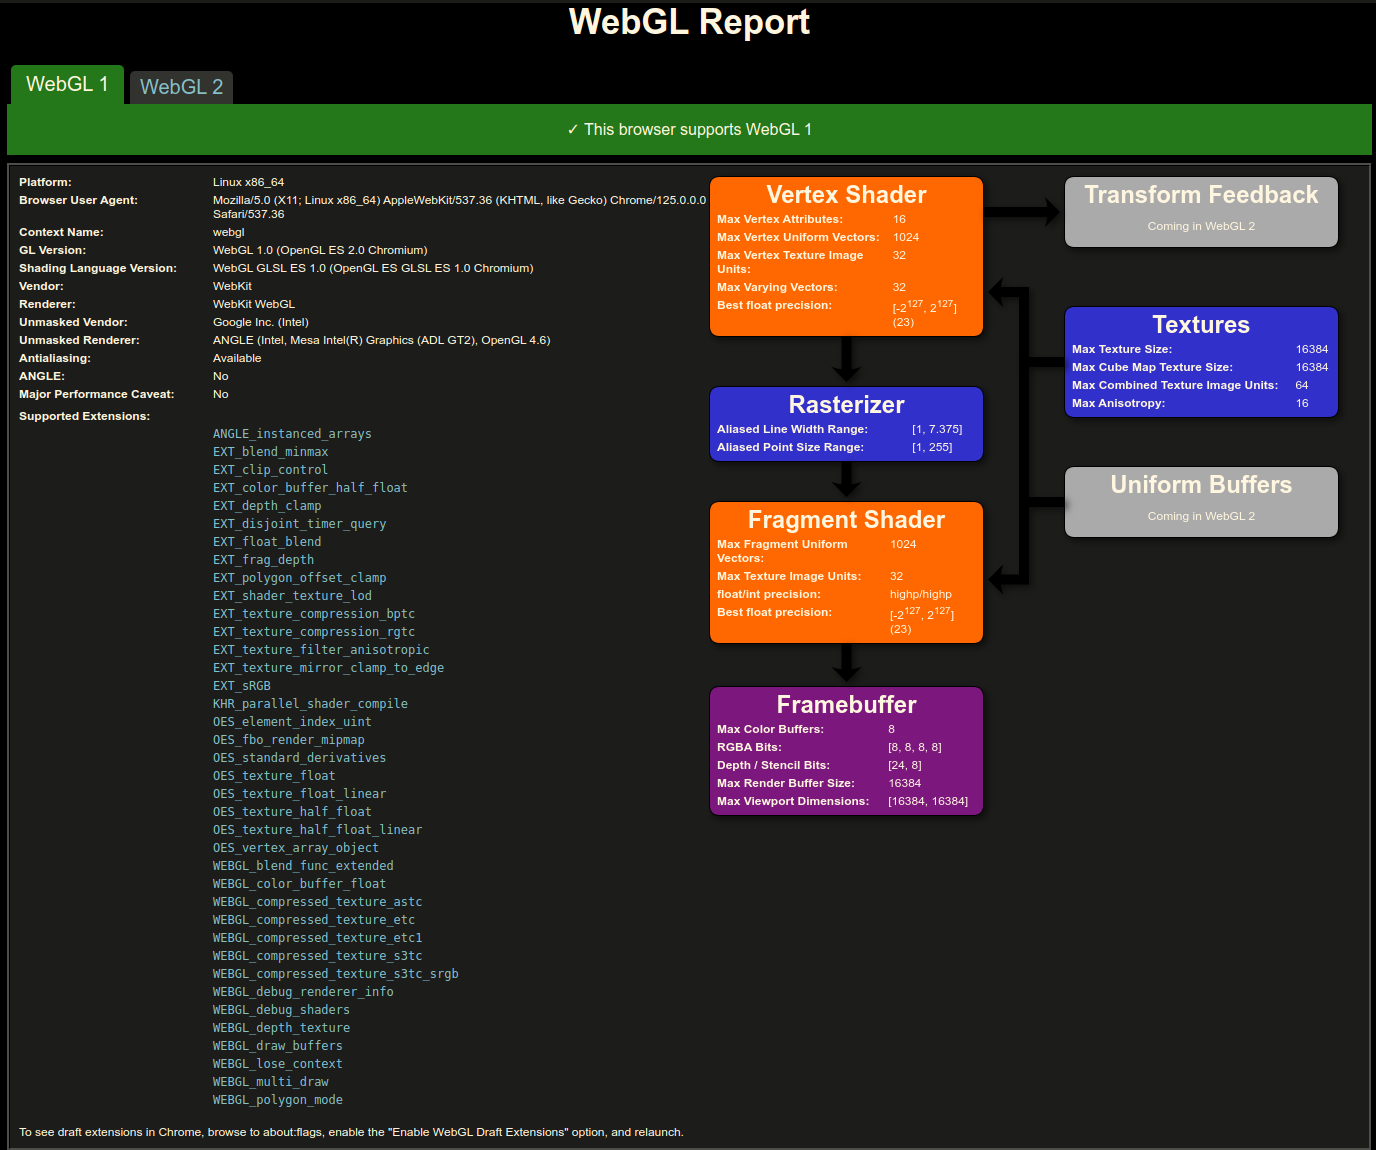 WebGL Report
WebGL 1
WebGL 2
✓ This browser supports WebGL 1
Platform: Linux x86_64
Browser User Agent: Mozilla/5.0 (X11; Linux x86_64) AppleWebKit/537.36 (KHTML, like Gecko) Chrome/125.0.0.0
Safari/537.36
Context Name: webgl
GL Version: WebGL 1.0 (OpenGL ES 2.0 Chromium)
Shading Language Version: WebGL GLSL ES 1.0 (OpenGL ES GLSL ES 1.0 Chromium)
Vendor: WebKit
Renderer: WebKit WebGL
Unmasked Vendor: Google Inc. (Intel)
Unmasked Renderer: ANGLE (Intel, Mesa Intel(R) Graphics (ADL GT2), OpenGL 4.6)
Antialiasing: Available
ANGLE: No
Major Performance Caveat: No
Supported Extensions:
ANGLE_instanced_arrays
EXT_blend_minmax
EXT_clip_control
EXT_color_buffer_half_float
EXT_depth_clamp
EXT_disjoint_timer_query
EXT_float_blend
EXT_frag_depth
EXT_polygon_offset_clamp
EXT_shader_texture_lod
EXT_texture_compression_bptc
EXT_texture_compression_rgtc
EXT_texture_filter_anisotropic
EXT_texture_mirror_clamp_to_edge
EXT_sRGB
KHR_parallel_shader_compile
OES_element_index_uint
OES_fbo_render_mipmap
OES_standard_derivatives
OES_texture_float
OES_texture_float_linear
OES_texture_half_float
OES_texture_half_float_linear
OES_vertex_array_object
WEBGL_blend_func_extended
WEBGL_color_buffer_float
WEBGL_compressed_texture_astc
WEBGL_compressed_texture_etc
WEBGL_compressed_texture_etc1
WEBGL_compressed_texture_s3tc
WEBGL_compressed_texture_s3tc_srgb
WEBGL_debug_renderer_info
WEBGL_debug_shaders
WEBGL_depth_texture
WEBGL_draw_buffers
WEBGL_lose_context
WEBGL_multi_draw
WEBGL_polygon_mode
To see draft extensions in Chrome, browse to about:flags, enable the "Enable WebGL Draft Extensions" option, and relaunch.
Vertex Shader
Max Vertex Attributes: 16
Max Vertex Uniform Vectors: 1024
Max Vertex Texture Image 32
Units:
Max Varying Vectors: 32
Best float precision: [-2^127, 2^127]
(23)
Rasterizer
Aliased Line Width Range: [1, 7.375]
Aliased Point Size Range: [1, 255]
Fragment Shader
Max Fragment Uniform 1024
Vectors:
Max Texture Image Units: 32
float/int precision: highp/highp
Best float precision: [-2^127, 2^127]
(23)
Framebuffer
Max Color Buffers: 8
RGBA Bits: [8, 8, 8, 8]
Depth / Stencil Bits: [24, 8]
Max Render Buffer Size: 16384
Max Viewport Dimensions: [16384, 16384]
Transform Feedback
Coming in WebGL 2
Textures
Max Texture Size: 16384
Max Cube Map Texture Size: 16384
Max Combined Texture Image Units: 64
Max Anisotropy: 16
Uniform Buffers
Coming in WebGL 2